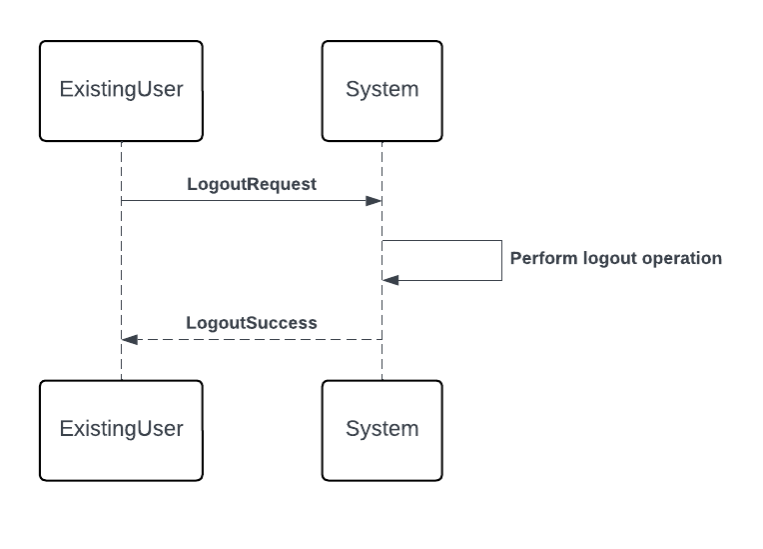 ExistingUser
System
LogoutRequest
Perform logout operation
LogoutSuccess
ExistingUser
System